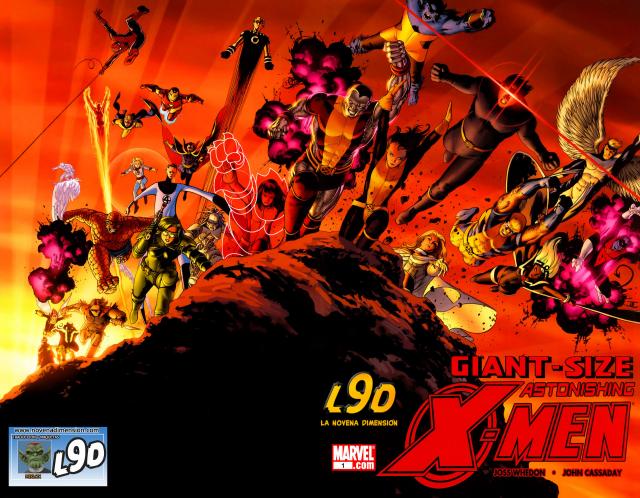 GIANT-SIZE
ASTONISHING
X-MEN
JOSS WHEDON • JOHN CASSADAY
L9D
LA NOVENA DIMENSION
MARVEL
1 .com
www.novenadimension.com
L9D